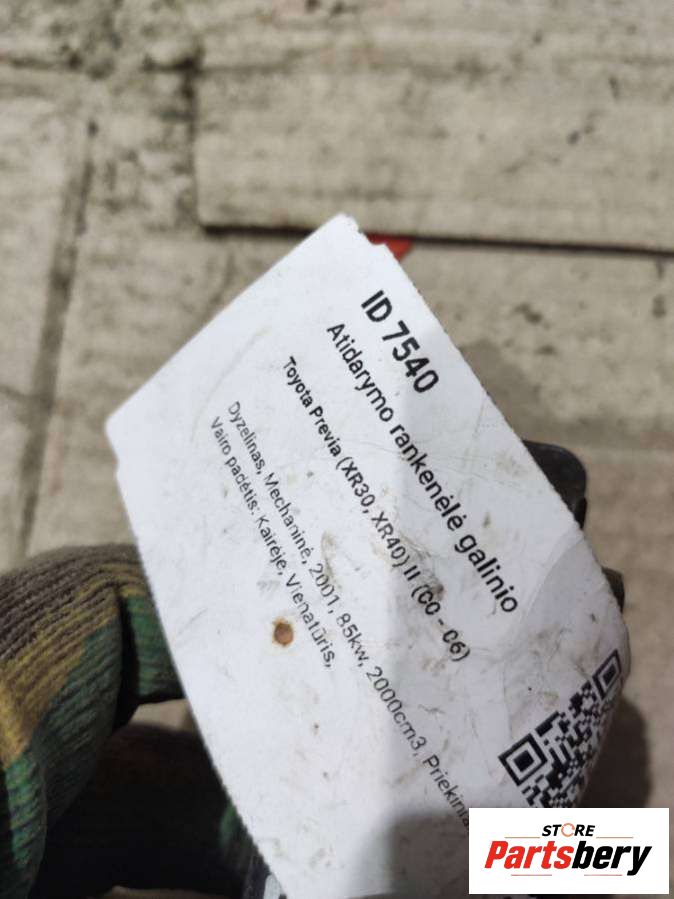 ID 7540
Atidarymo rankenėlė galinio
Toyota Previa (XR30, XR40) II (00 - 06)
Dyzelinas, Mechaninė, 2001, 85kw, 2000cm3,
Vairo padėtis: Kairėje, Vienatūris,
STORE
Partsbery